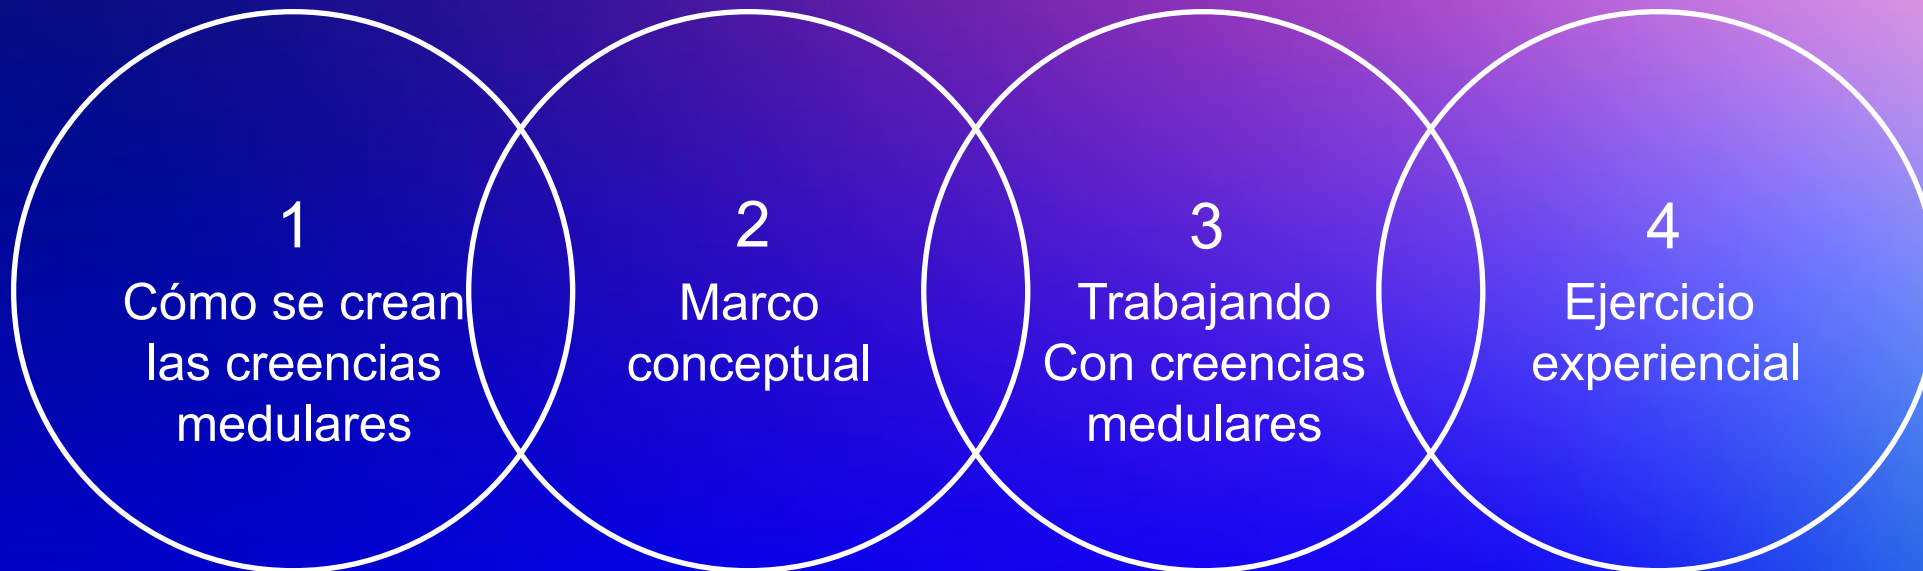 1
Cómo se crean
las creencias
medulares
2
Marco
conceptual
3
Trabajando
Con creencias
medulares
4
Ejercicio
experiencial